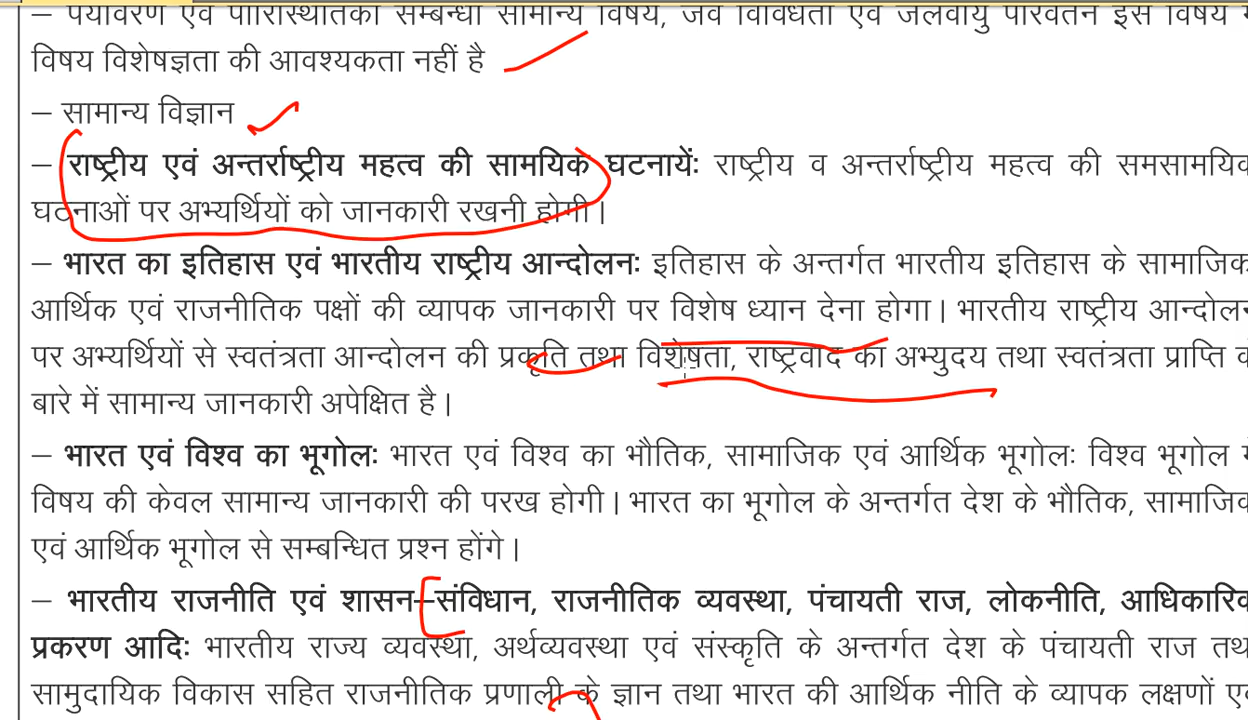 – पर्यावरण एवं पारिस्थितिकी सम्बन्धी सामान्य विषय, जैव विविधता एवं जलवायु परिवर्तन इस विषय
विषय विशेषज्ञता की आवश्यकता नहीं है
– सामान्य विज्ञान
– राष्ट्रीय एवं अन्तर्राष्ट्रीय महत्व की सामयिक घटनायें: राष्ट्रीय व अन्तर्राष्ट्रीय महत्व की समसामयिक
घटनाओं पर अभ्यर्थियों को जानकारी रखनी होगी।
– भारत का इतिहास एवं भारतीय राष्ट्रीय आन्दोलन: इतिहास के अन्तर्गत भारतीय इतिहास के सामाजिक
आर्थिक एवं राजनीतिक पक्षों की व्यापक जानकारी पर विशेष ध्यान देना होगा। भारतीय राष्ट्रीय आन्दोलन
पर अभ्यर्थियों से स्वतंत्रता आन्दोलन की प्रकृति तथा विशेषता, राष्ट्रवाद का अभ्युदय तथा स्वतंत्रता प्राप्ति
बारे में सामान्य जानकारी अपेक्षित है।
– भारत एवं विश्व का भूगोल: भारत एवं विश्व का भौतिक, सामाजिक एवं आर्थिक भूगोल: विश्व भूगोल
विषय की केवल सामान्य जानकारी की परख होगी। भारत का भूगोल के अन्तर्गत देश के भौतिक, सामाजिक
एवं आर्थिक भूगोल से सम्बन्धित प्रश्न होंगे।
– भारतीय राजनीति एवं शासन–संविधान, राजनीतिक व्यवस्था, पंचायती राज, लोकनीति, आधिकारिक
प्रकरण आदि: भारतीय राज्य व्यवस्था, अर्थव्यवस्था एवं संस्कृति के अन्तर्गत देश के पंचायती राज तथ
सामुदायिक विकास सहित राजनीतिक प्रणाली के ज्ञान तथा भारत की आर्थिक नीति के व्यापक लक्षणों एव